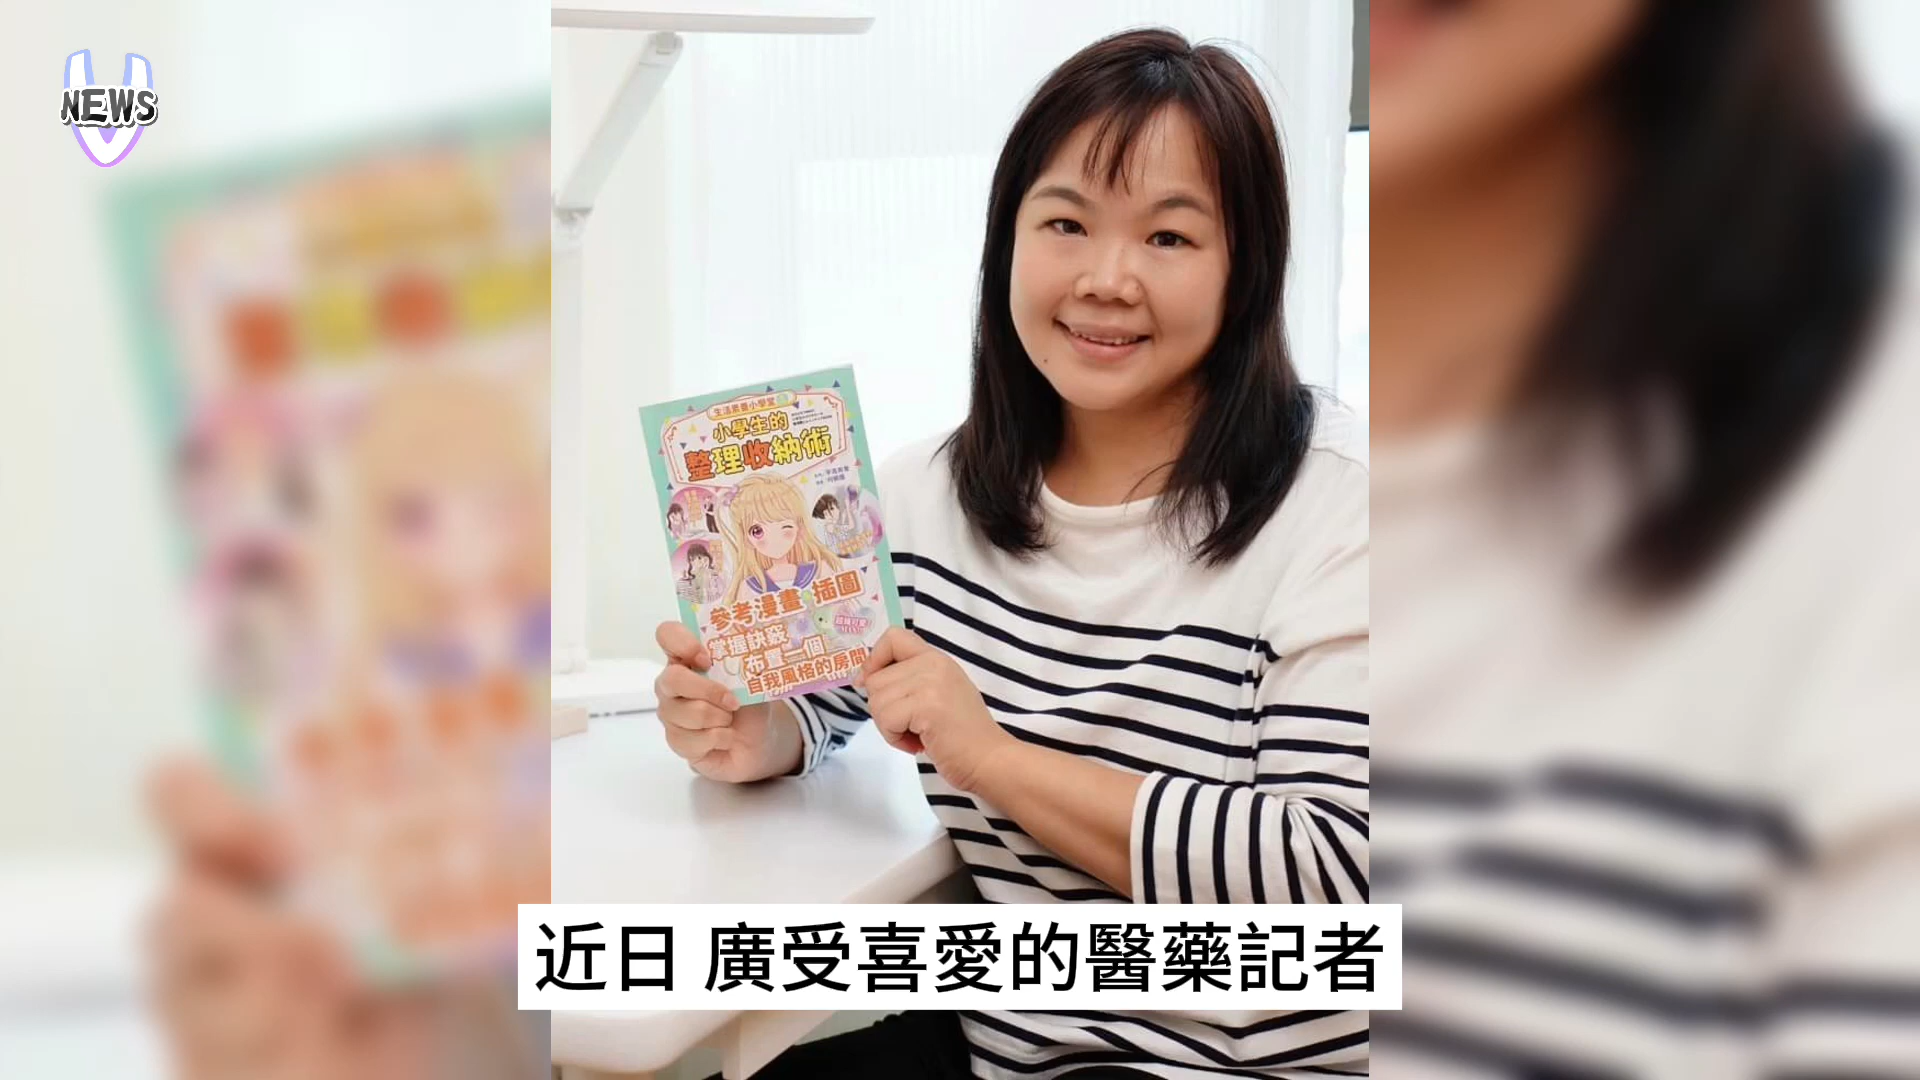 NEWS
生活素養小學堂
小學生的
整理收納術
參考漫畫
插圖
掌握訣竅
布置一個
自我風格的房間
近日 廣受喜愛的醫藥記者